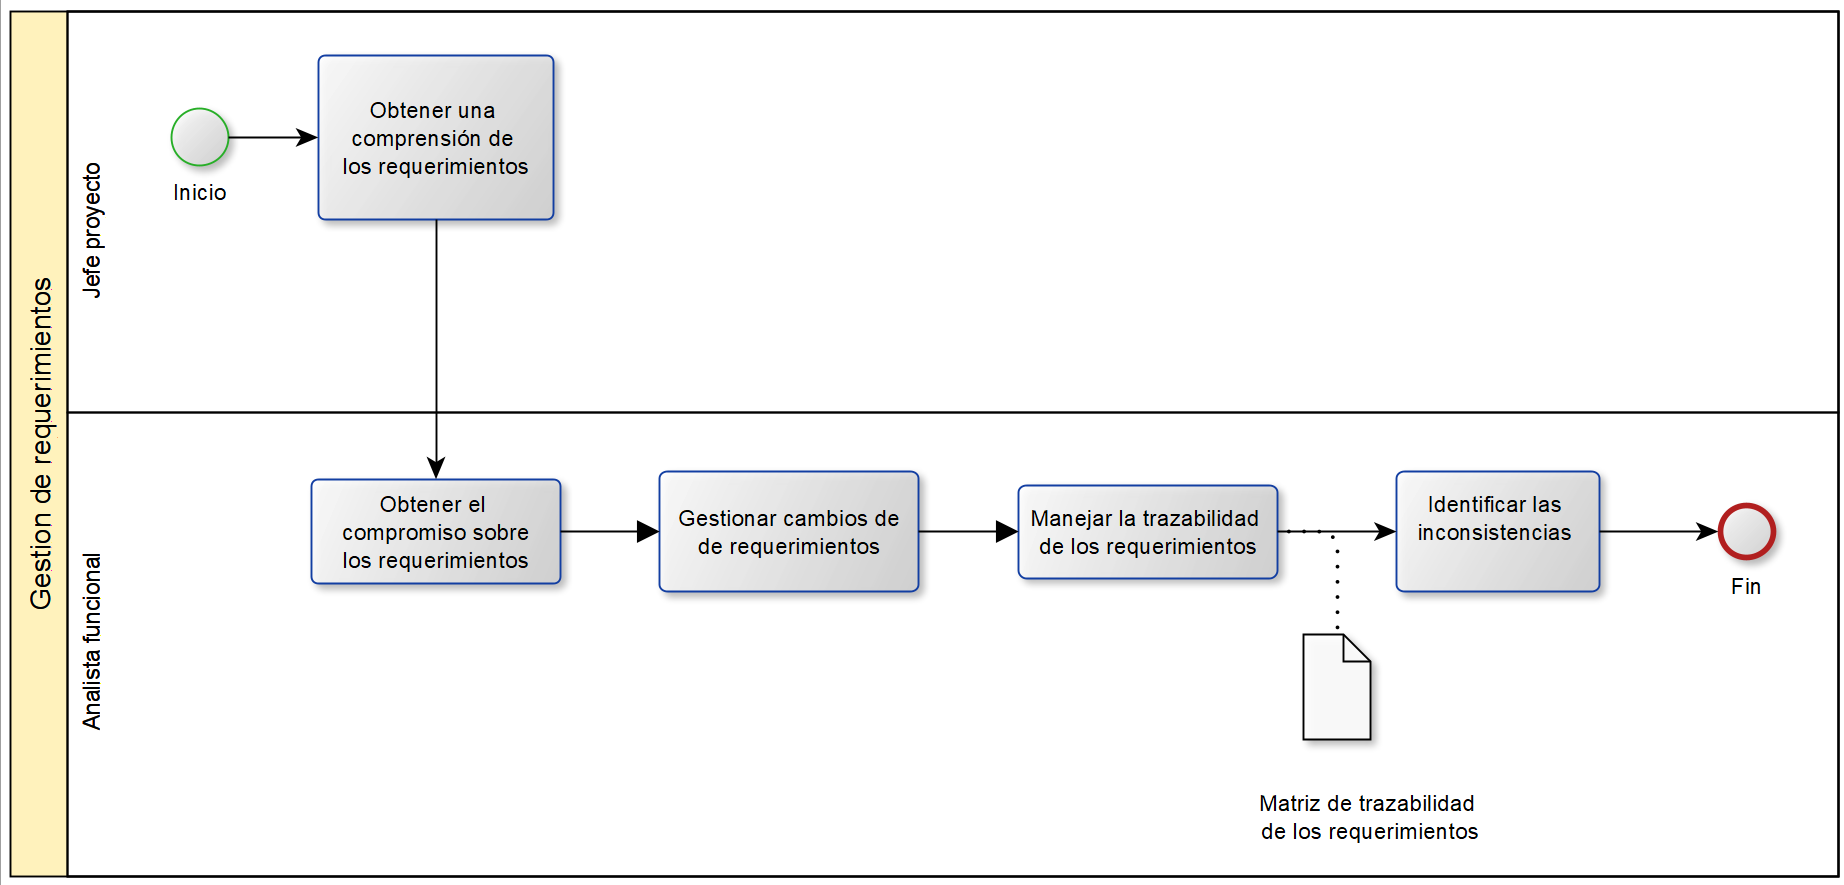 Gestion de requerimientos
Jefe proyecto
Inicio
Obtener una
comprensión de
los requerimientos
Analista funcional
Obtener el
compromiso sobre
los requerimientos
Gestionar cambios de
de requerimientos
Manejar la trazabilidad
de los requerimientos
Identificar las
inconsistencias
Fin
Matriz de trazabilidad
de los requerimientos